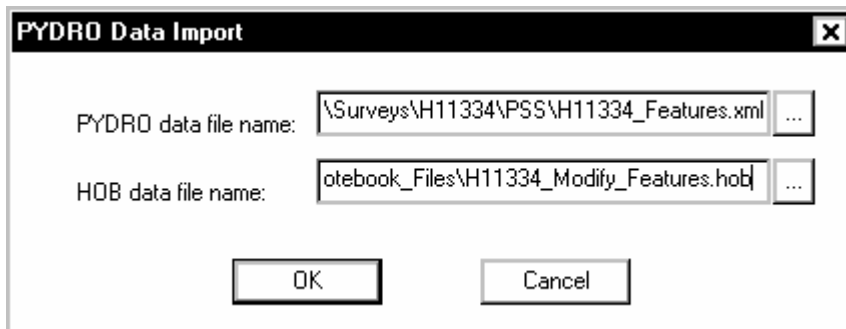 PYDRO Data Import
PYDRO data file name: \Surveys\H11334\PSS\H11334_Features.xml ...
HOB data file name: otebook_Files\H11334_Modify_Features.hob ...
OK Cancel